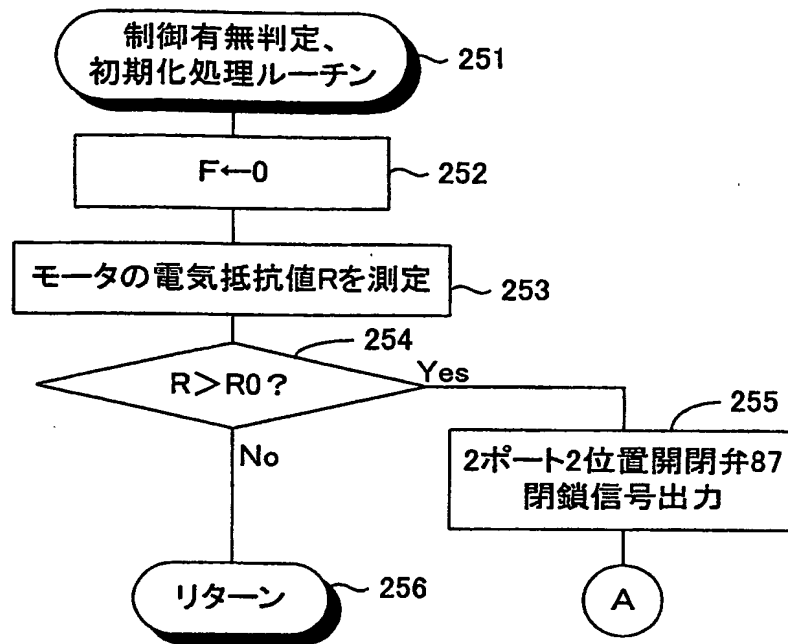 制御有無判定、
初期化処理ルーチン
251
F←0
252
モータの電気抵抗値Rを測定
253
254
R＞R0？
Yes
No
255
2ポート2位置開閉弁87
閉鎖信号出力
リターン
256
A